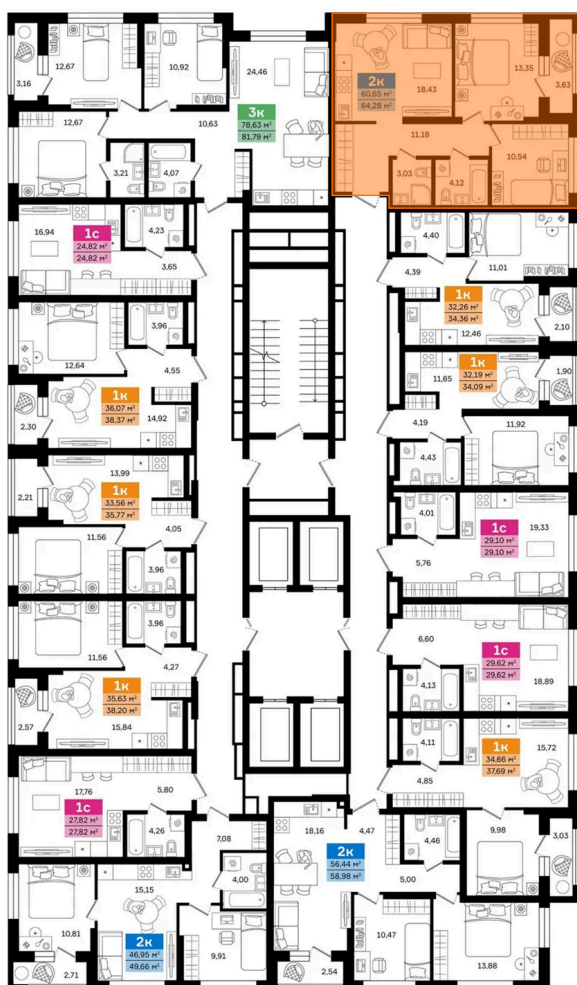 12,67
10,92
24,46
3,16
3к
78,63 м²
81,79 м²
12,67
10,63
3,21
4,07
2к
60,65 м²
64,28 м²
18,43
13,35
3,63
11,18
3,03
4,12
10,54
16,94
1с
24,82 м²
24,82 м²
4,23
3,65
4,40
4,39
11,01
1к
32,26 м²
34,36 м²
12,46
2,10
12,64
3,96
4,55
1к
36,07 м²
38,37 м²
14,92
2,30
11,65
1к
32,19 м²
34,09 м²
1,90
4,19
11,92
4,43
13,99
2,21
1к
33,56 м²
35,77 м²
4,05
11,56
3,96
4,01
1с
29,10 м²
29,10 м²
19,33
5,76
3,96
11,56
4,27
1к
35,63 м²
38,20 м²
2,57
15,84
6,60
1с
29,62 м²
29,62 м²
4,13
18,89
4,11
1к
34,66 м²
37,69 м²
15,72
4,85
17,76
5,80
1с
27,82 м²
27,82 м²
4,26
7,08
18,16
4,47
2к
56,44 м²
58,98 м²
4,46
9,98
3,03
5,00
4,00
15,15
10,81
2к
46,95 м²
49,66 м²
9,91
2,71
2,54
10,47
13,88